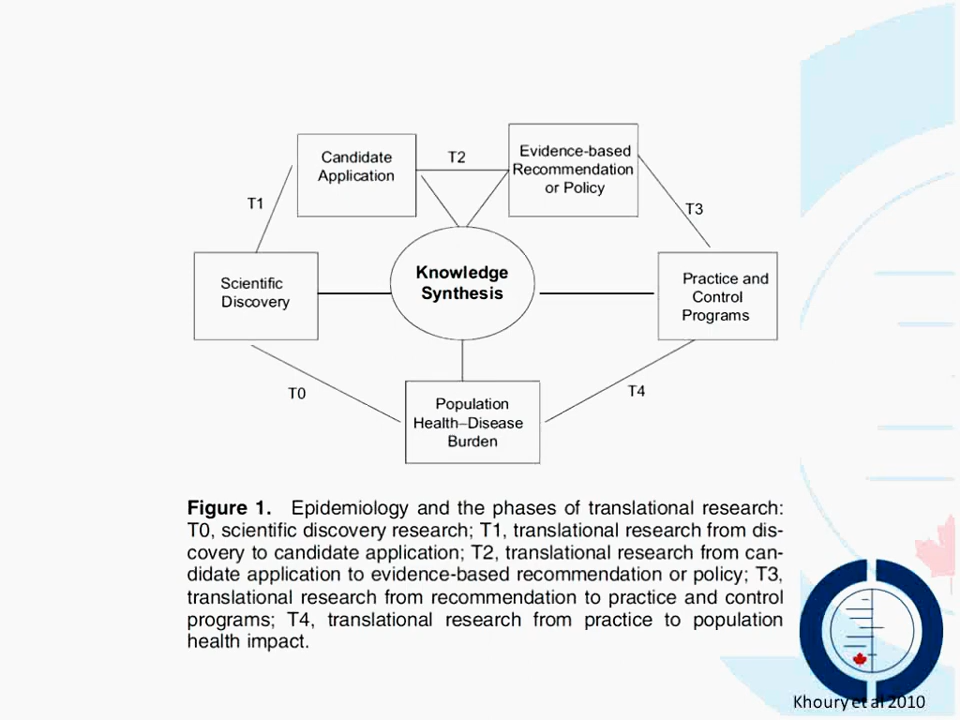 Candidate
Application
T2
Evidence-based
Recommendation
or Policy
T1
T3
Scientific
Discovery
Knowledge
Synthesis
Practice and
Control
Programs
T0
T4
Population
Health–Disease
Burden
Figure 1. Epidemiology and the phases of translational research:
T0, scientific discovery research; T1, translational research from dis-
covery to candidate application; T2, translational research from can-
didate application to evidence-based recommendation or policy; T3,
translational research from recommendation to practice and control
programs; T4, translational research from practice to population
health impact.
Khoury et al 2010